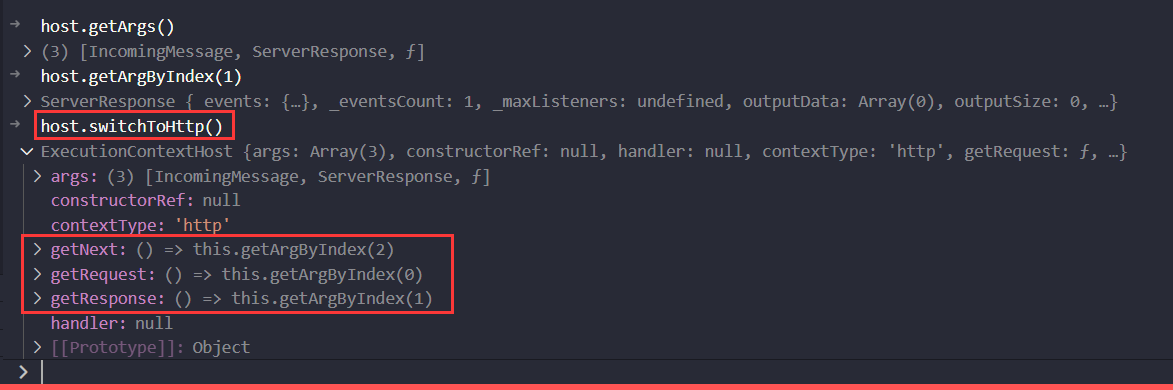 host.getArgs()
(3) [IncomingMessage, ServerResponse, ƒ]
host.getArgByIndex(1)
ServerResponse {_events: {…}, _eventsCount: 1, _maxListeners: undefined, outputData: Array(0), outputSize: 0, …}
host.switchToHttp()
ExecutionContextHost {args: Array(3), constructorRef: null, handler: null, contextType: 'http', getRequest: ƒ, …}
args: (3) [IncomingMessage, ServerResponse, ƒ]
constructorRef: null
contextType: 'http'
getNext: () => this.getArgByIndex(2)
getRequest: () => this.getArgByIndex(0)
getResponse: () => this.getArgByIndex(1)
handler: null
[[Prototype]]: Object